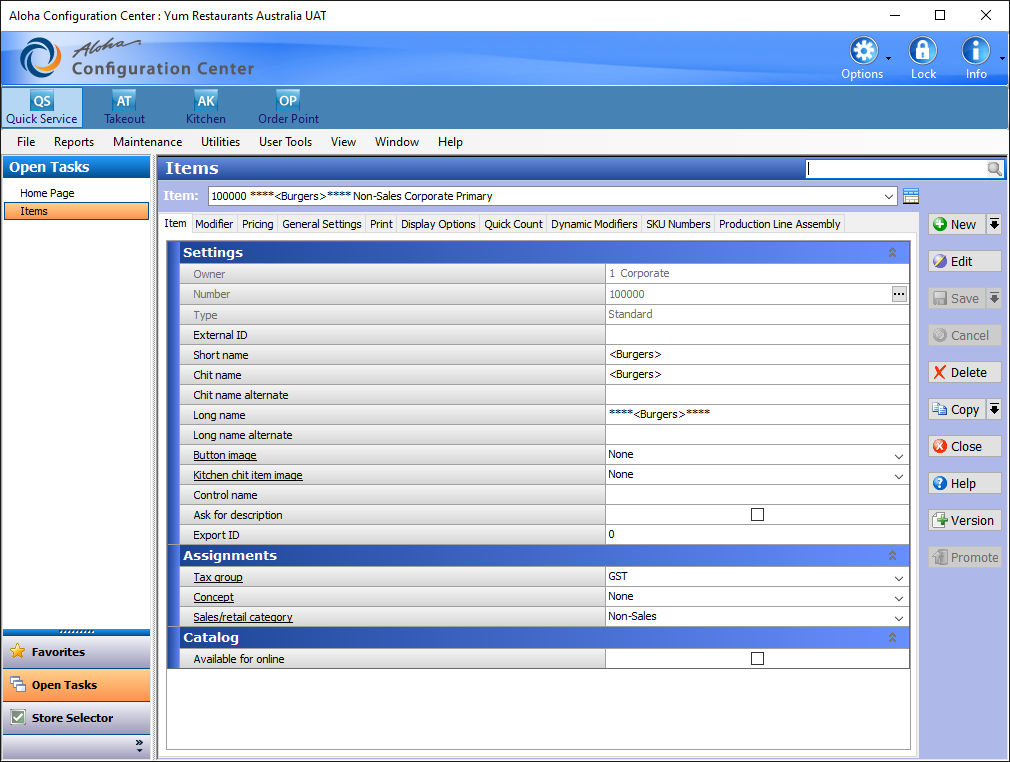 Aloha Configuration Center : Yum Restaurants Australia UAT
Aloha
Configuration Center
Options
Lock
Info
QS
Quick Service
AT
Takeout
AK
Kitchen
OP
Order Point
File Reports Maintenance Utilities User Tools View Window Help
Open Tasks
Home Page
Items
Items
Item: 100000 ****<Burgers>**** Non-Sales Corporate Primary
Item Modifier Pricing General Settings Print Display Options Quick Count Dynamic Modifiers SKU Numbers Production Line Assembly
Settings
Owner 1 Corporate
Number 100000 ...
Type Standard
External ID
Short name <Burgers>
Chit name <Burgers>
Chit name alternate
Long name ****<Burgers>****
Long name alternate
Button image None
Kitchen chit item image None
Control name
Ask for description
Export ID 0
Assignments
Tax group GST
Concept None
Sales/retail category Non-Sales
Catalog
Available for online
New
Edit
Save
Cancel
Delete
Copy
Close
Help
Version
Promote
Favorites
Open Tasks
Store Selector